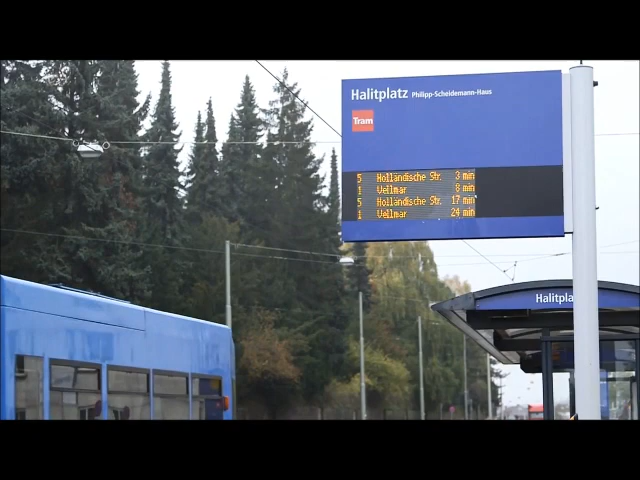 Halitplatz Philipp-Scheidemann-Haus
Tram
5 Holländische Str. 3 min
1 Vellmar 8 min
5 Holländische Str. 17 min
1 Vellmar 24 min